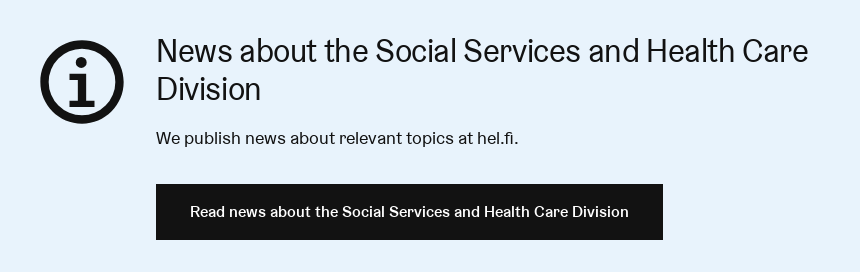 News about the Social Services and Health Care
Division
We publish news about relevant topics at hel.fi.
Read news about the Social Services and Health Care Division